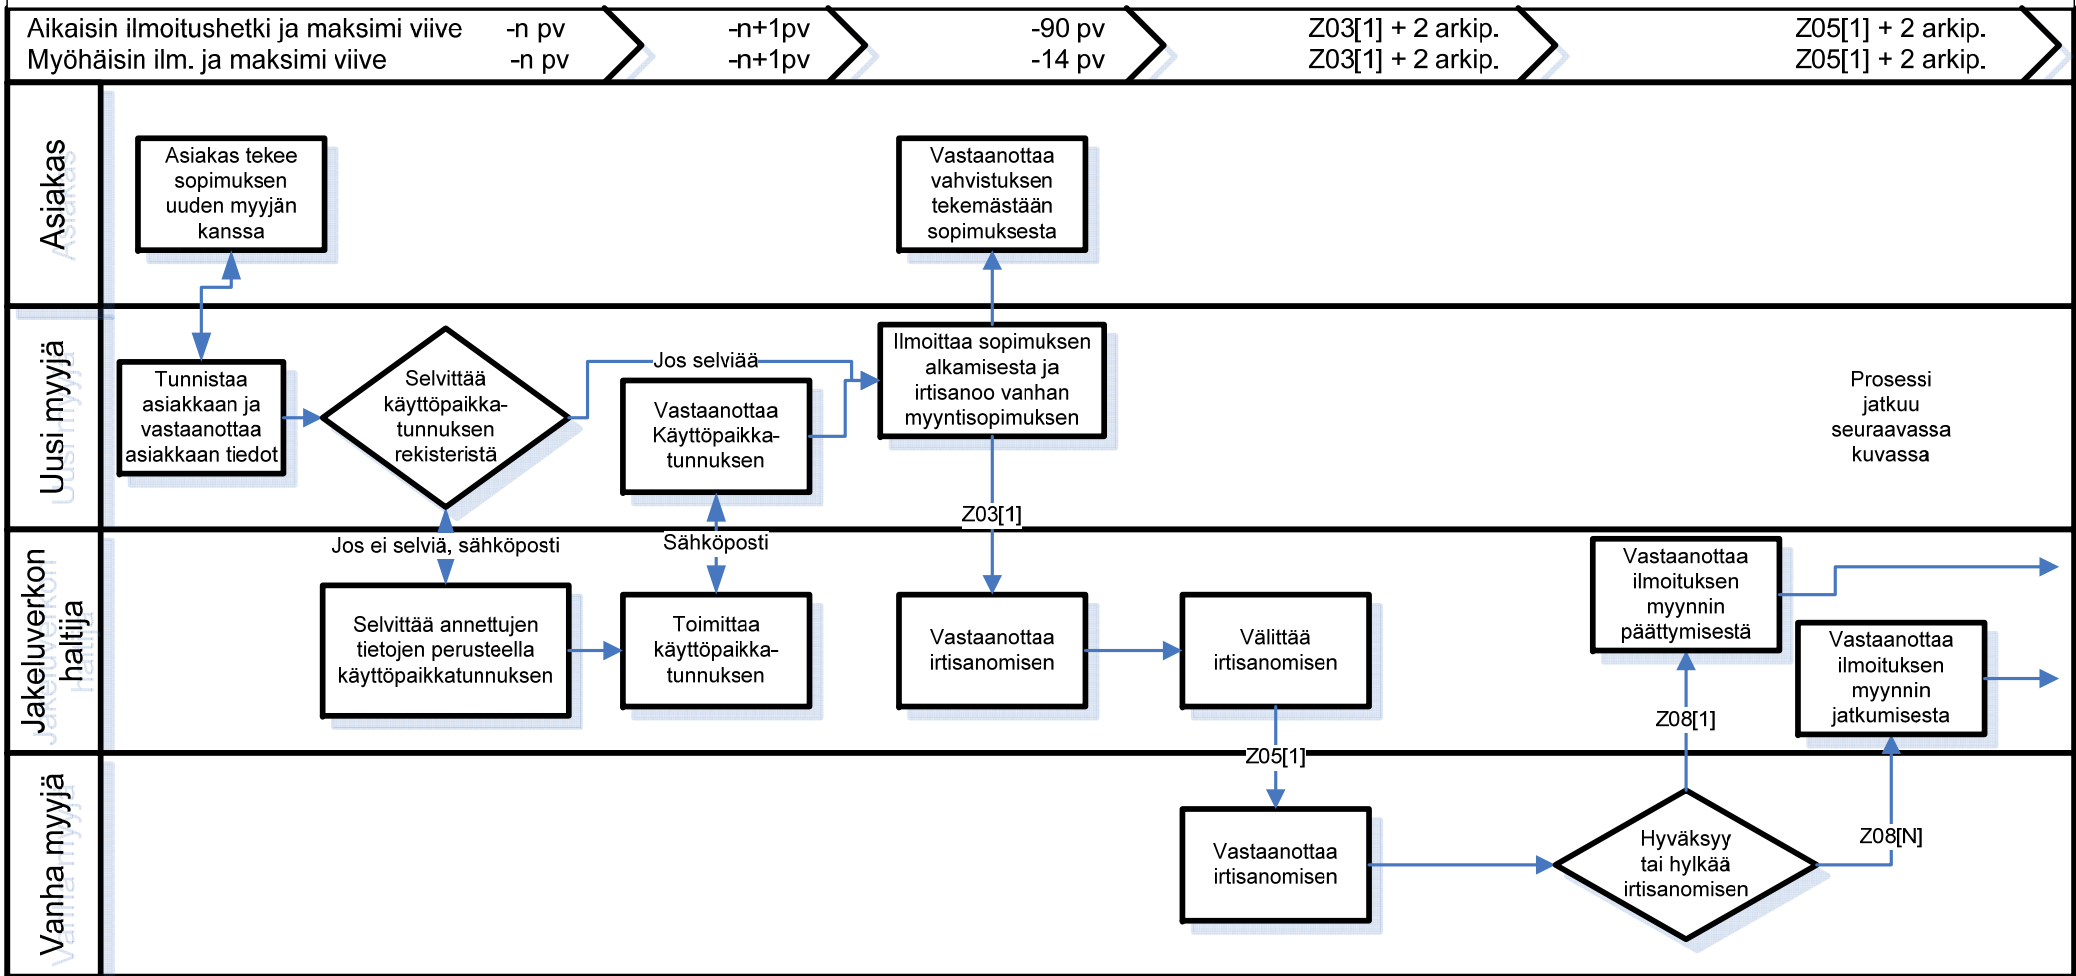 Aikaisin ilmoitushetki ja maksimi viive -n pv -n+1pv -90 pv Z03[1] + 2 arkip. Z05[1] + 2 arkip.
Myöhäisin ilm. ja maksimi viive -n pv -n+1pv -14 pv Z03[1] + 2 arkip. Z05[1] + 2 arkip.
Asiakas
Asiakas tekee
sopimuksen
uuden myyjän
kanssa
Vastaanottaa
vahvistuksen
tekemästään
sopimuksesta
Uusi myyjä
Tunnistaa
asiakkaan ja
vastaanottaa
asiakkaan tiedot
Selvittää
käyttöpaikka-
tunnuksen
rekisteristä
Jos selviää
Vastaanottaa
Käyttöpaikka-
tunnuksen
Ilmoittaa sopimuksen
alkamisesta ja
irtisanoo vanhan
myyntisopimuksen
Prosessi
jatkuu
seuraavassa
kuvassa
Z03[1]
Jakeluverkon
haltija
Jos ei selviä, sähköposti
Sähköposti
Selvittää annettujen
tietojen perusteella
käyttöpaikkatunnuksen
Toimittaa
käyttöpaikka-
tunnuksen
Vastaanottaa
irtisanomisen
Välittää
irtisanomisen
Vastaanottaa
ilmoituksen
myynnin
päättymisestä
Vastaanottaa
ilmoituksen
myynnin
jatkumisesta
Z08[1]
Z05[1]
Vanha myyjä
Vastaanottaa
irtisanomisen
Hyväksyy
tai hylkää
irtisanomisen
Z08[N]